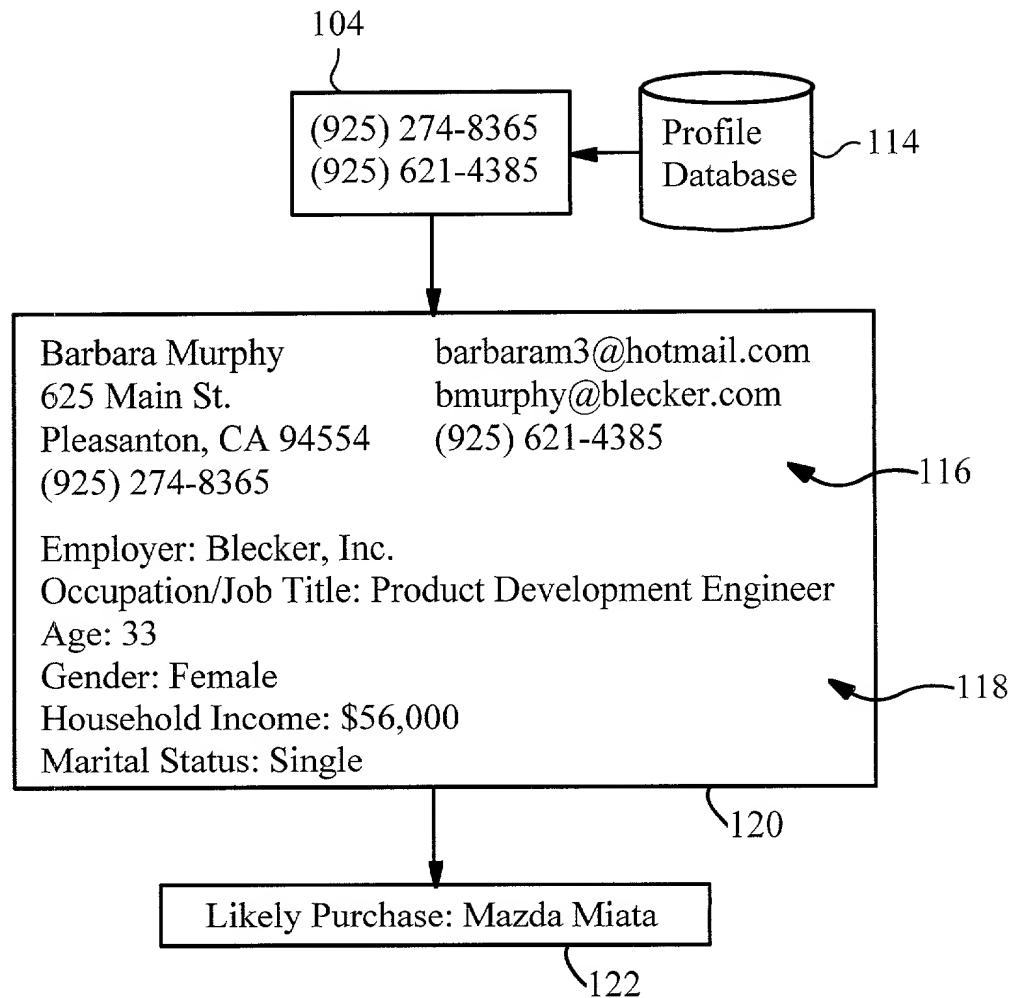 104
(925) 274-8365
(925) 621-4385
Profile
Database
114
Barbara Murphy
625 Main St.
Pleasanton, CA 94554
(925) 274-8365
barbaram3@hotmail.com
bmurphy@blecker.com
(925) 621-4385
116
Employer: Blecker, Inc.
Occupation/Job Title: Product Development Engineer
Age: 33
Gender: Female
Household Income: $56,000
Marital Status: Single
118
120
Likely Purchase: Mazda Miata
122